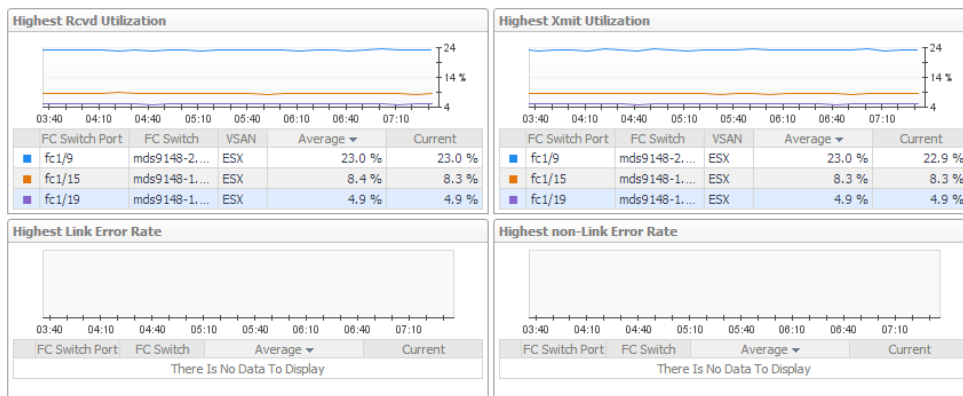 Highest Rcvd Utilization
24
14 %
4
03:40 04:10 04:40 05:10 05:40 06:10 06:40 07:10
FC Switch Port FC Switch VSAN Average Current
fc1/9 mds9148-2.... ESX 23.0 % 23.0 %
fc1/15 mds9148-1.... ESX 8.4 % 8.3 %
fc1/19 mds9148-1.... ESX 4.9 % 4.9 %
Highest Xmit Utilization
24
14 %
4
03:40 04:10 04:40 05:10 05:40 06:10 06:40 07:10
FC Switch Port FC Switch VSAN Average Current
fc1/9 mds9148-2.... ESX 23.0 % 22.9 %
fc1/15 mds9148-1.... ESX 8.3 % 8.3 %
fc1/19 mds9148-1.... ESX 4.9 % 4.9 %
Highest Link Error Rate
03:40 04:10 04:40 05:10 05:40 06:10 06:40 07:10
FC Switch Port FC Switch Average Current
There Is No Data To Display
Highest non-Link Error Rate
03:40 04:10 04:40 05:10 05:40 06:10 06:40 07:10
FC Switch Port FC Switch Average Current
There Is No Data To Display